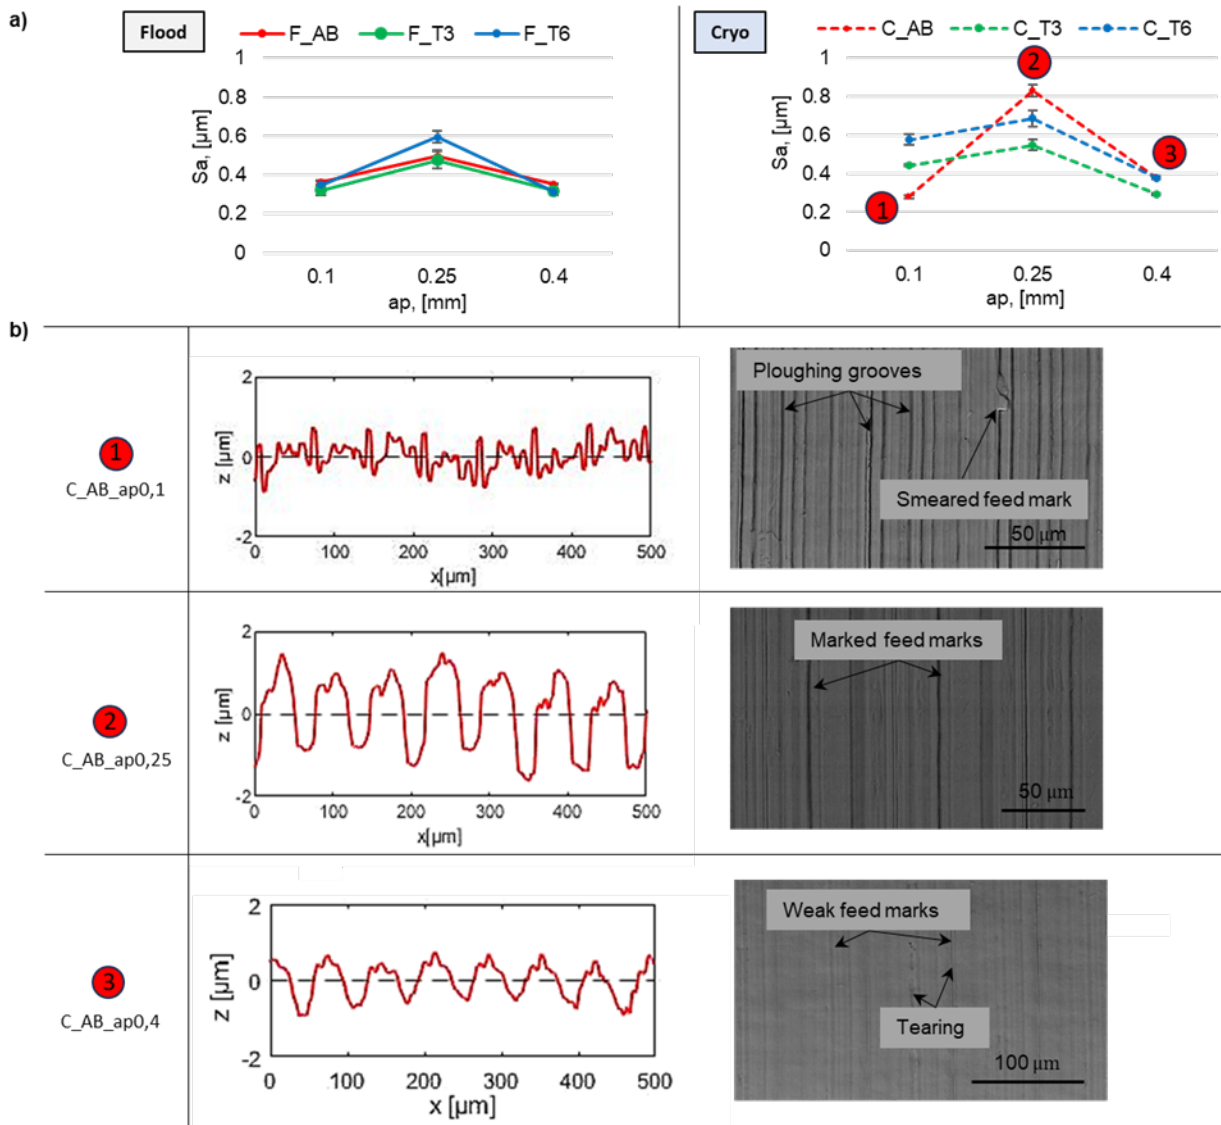 a)
Flood
F_AB F_T3 F_T6
Sa, [µm]
1
0.8
0.6
0.4
0.2
0
0.1 0.25 0.4
ap, [mm]
Cryo
C_AB C_T3 C_T6
Sa, [µm]
1
0.8
0.6
0.4
0.2
0
0.1 0.25 0.4
ap, [mm]
1
2
3
b)
1
C_AB_ap0,1
z [µm]
2
0
-2
0 100 200 300 400 500
x[µm]
Ploughing grooves
Smeared feed mark
50 µm
2
C_AB_ap0,25
z [µm]
2
0
-2
0 100 200 300 400 500
x[µm]
Marked feed marks
50 µm
3
C_AB_ap0,4
z [µm]
2
0
-2
0 100 200 300 400 500
x [µm]
Weak feed marks
Tearing
100 µm